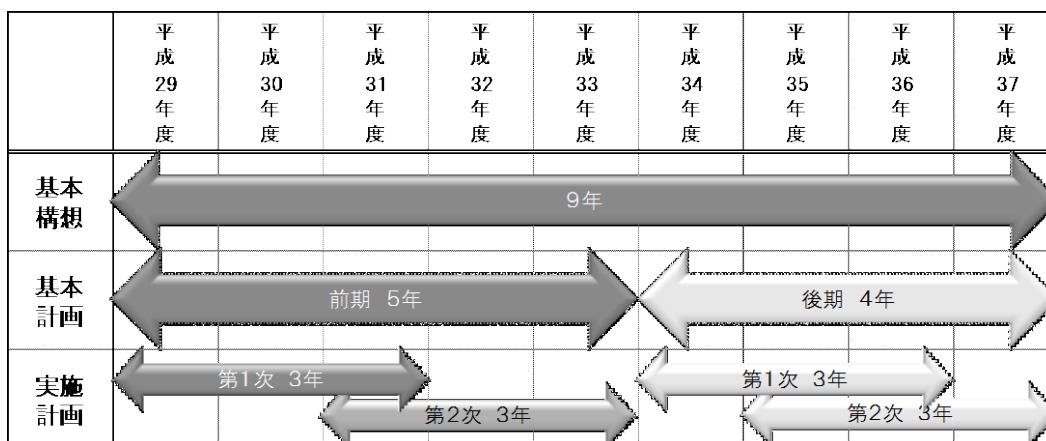 平成29年度 平成30年度 平成31年度 平成32年度 平成33年度 平成34年度 平成35年度 平成36年度 平成37年度
基本構想
9年
基本計画
前期 5年 後期 4年
実施計画
第1次 3年 第1次 3年
第2次 3年 第2次 3年